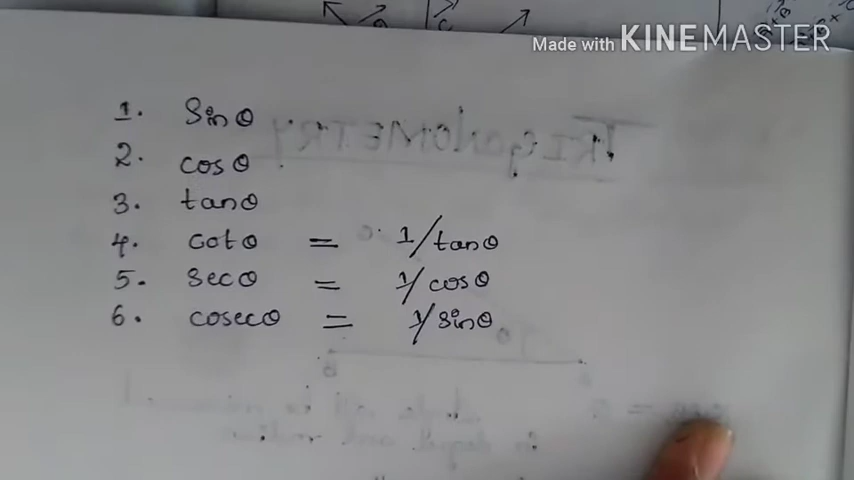 Made with KINEMASTER
1. Sinθ
2. cosθ
3. tanθ
4. cotθ = 1/tanθ
5. Secθ = 1/cosθ
6. cosecθ = 1/sinθ
TRIGONOMETRY